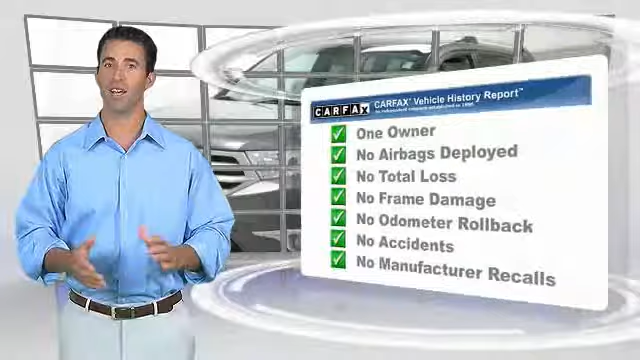 CARFAX
CARFAX® Vehicle History Report™
One Owner
No Airbags Deployed
No Total Loss
No Frame Damage
No Odometer Rollback
No Accidents
No Manufacturer Recalls